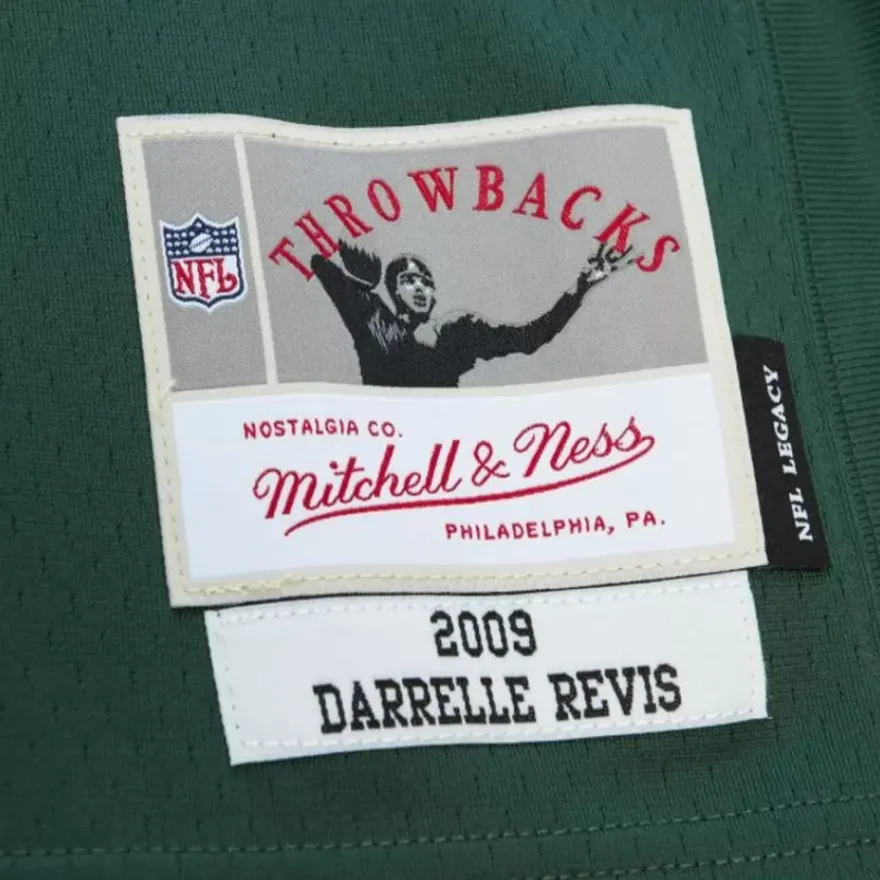 THROWBACKS
NFL
NOSTALGIA CO.
Mitchell & Ness
PHILADELPHIA, PA.
NFL LEGACY
2009
DARRELLE REVIS